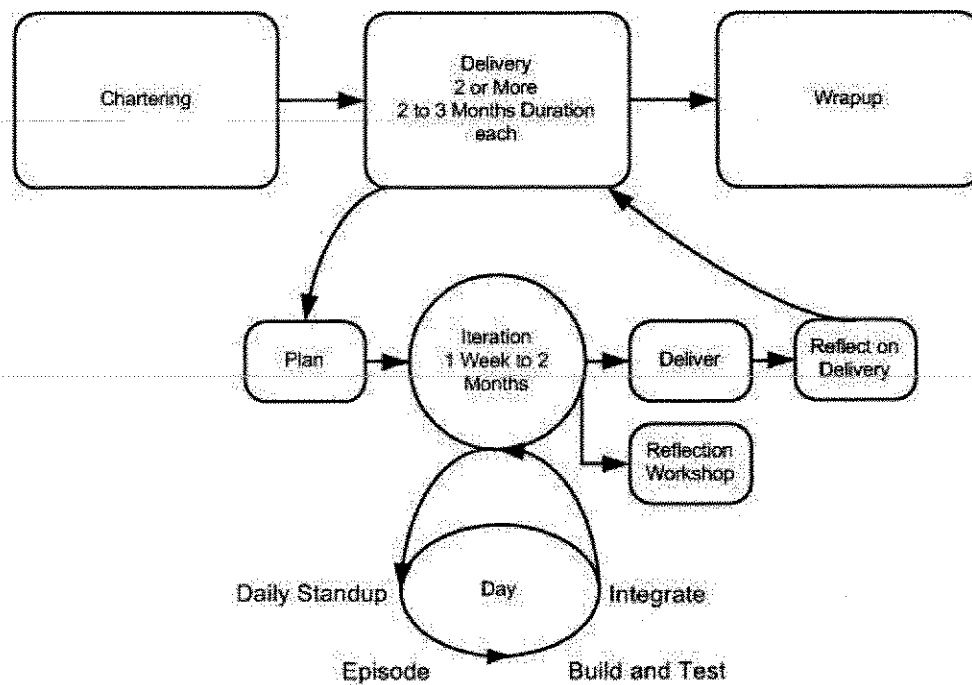 Chartering
Delivery
2 or More
2 to 3 Months Duration
each
Wrapup
Plan
Iteration
1 Week to 2
Months
Deliver
Reflect on
Delivery
Reflection
Workshop
Daily Standup
Day
Integrate
Episode
Build and Test